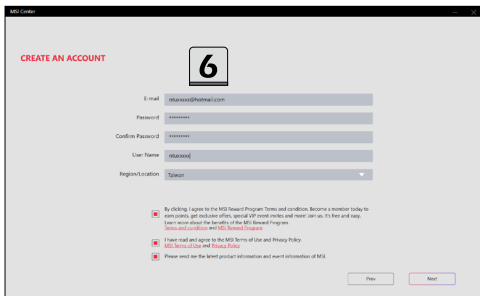 MSI Center
CREATE AN ACCOUNT
6
E-mail
ntuxxxxx@hotmail.com
Password
*********
Confirm Password
*********
User Name
ntuxxxx
Region/Location
Taiwan
By clicking, I agree to the MSI Reward Program Terms and condition. Become a member today to
earn points, get exclusive offers, special VIP event invites and more! Join us. It's free and easy.
Learn more about the benefits of the MSI Reward Program
Terms and condition and MSI Reward Program
I have read and agree to the MSI Terms of Use and Privacy Policy.
MSI Terms of Use and Privacy Policy
Please send me the latest product information and event information of MSI.
Prev
Next